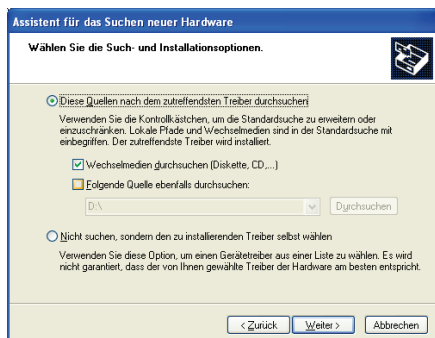 Assistent für das Suchen neuer Hardware
Wählen Sie die Such- und Installationsoptionen.
Diese Quellen nach dem zutreffendsten Treiber durchsuchen
Verwenden Sie die Kontrollkästchen, um die Standardsuche zu erweitern oder
einzuschränken. Lokale Pfade und Wechselmedien sind in der Standardsuche mit
einbegriffen. Der zutreffendste Treiber wird installiert.
Wechselmedien durchsuchen (Diskette, CD,...)
Folgende Quelle ebenfalls durchsuchen:
D:\
Durchsuchen
Nicht suchen, sondern den zu installierenden Treiber selbst wählen
Verwenden Sie diese Option, um einen Gerätetreiber aus einer Liste zu wählen. Es wird
nicht garantiert, dass der von Ihnen gewählte Treiber der Hardware am besten entspricht.
< Zurück Weiter > Abbrechen